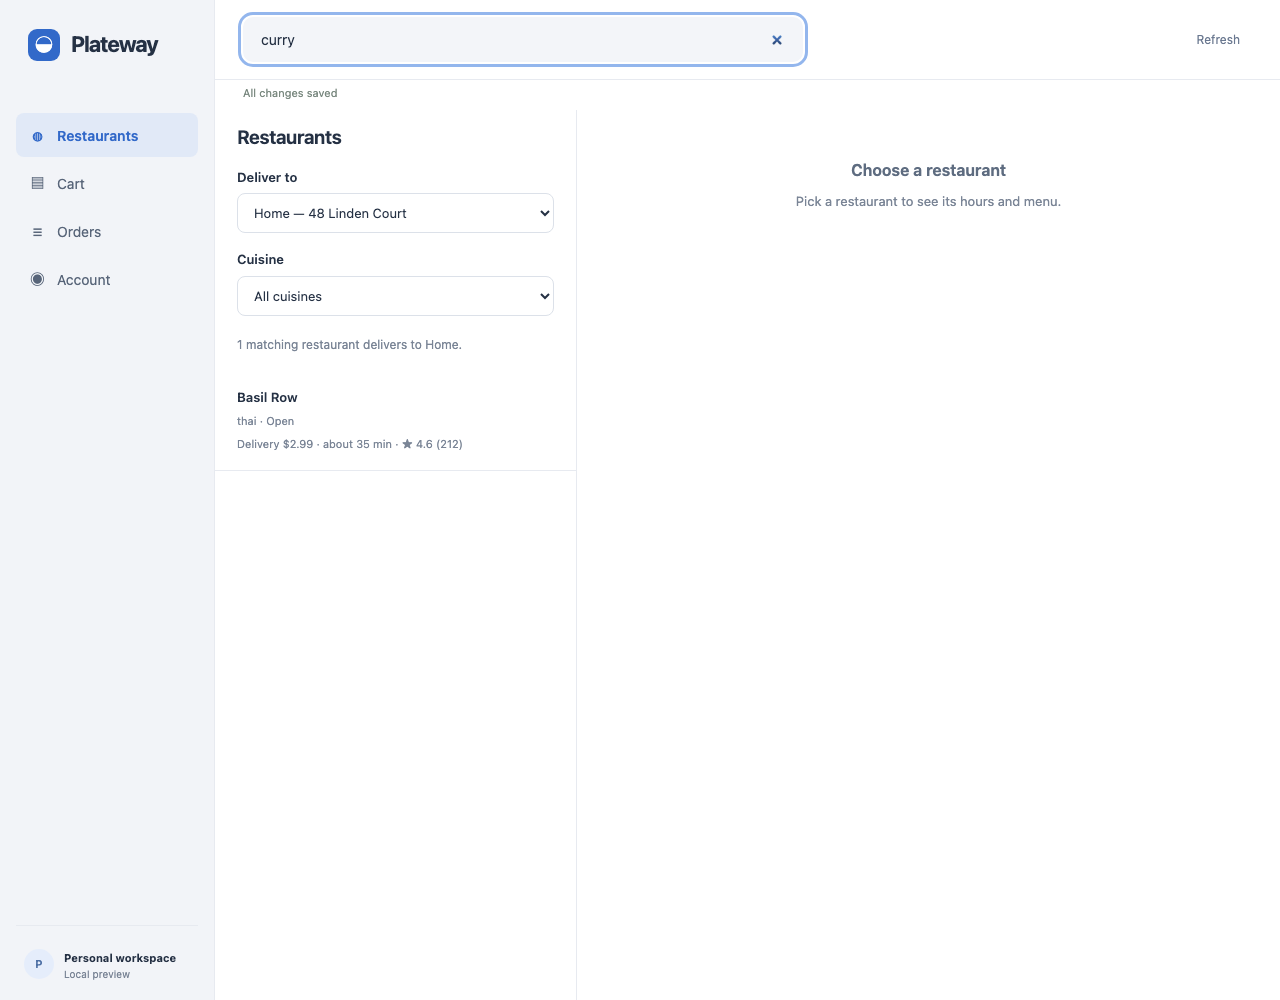 Plateway
Restaurants
Cart
Orders
Account
P
Personal workspace
Local preview
curry
Refresh
All changes saved
Restaurants
Deliver to
Home — 48 Linden Court
Cuisine
All cuisines
1 matching restaurant delivers to Home.
Basil Row
thai · Open
Delivery $2.99 · about 35 min · ★ 4.6 (212)
Choose a restaurant
Pick a restaurant to see its hours and menu.